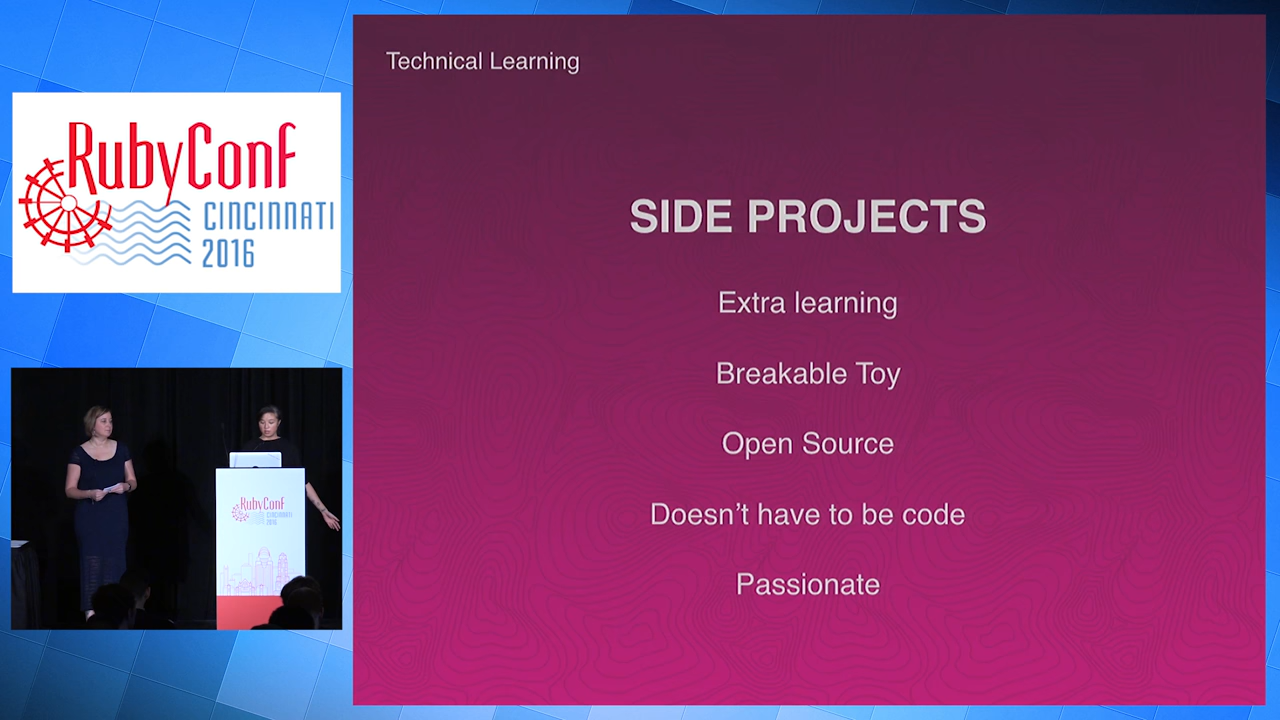 Technical Learning
RubyConf
CINCINNATI
2016
SIDE PROJECTS
Extra learning
Breakable Toy
Open Source
Doesn't have to be code
Passionate
RubyConf
CINCINNATI
2016